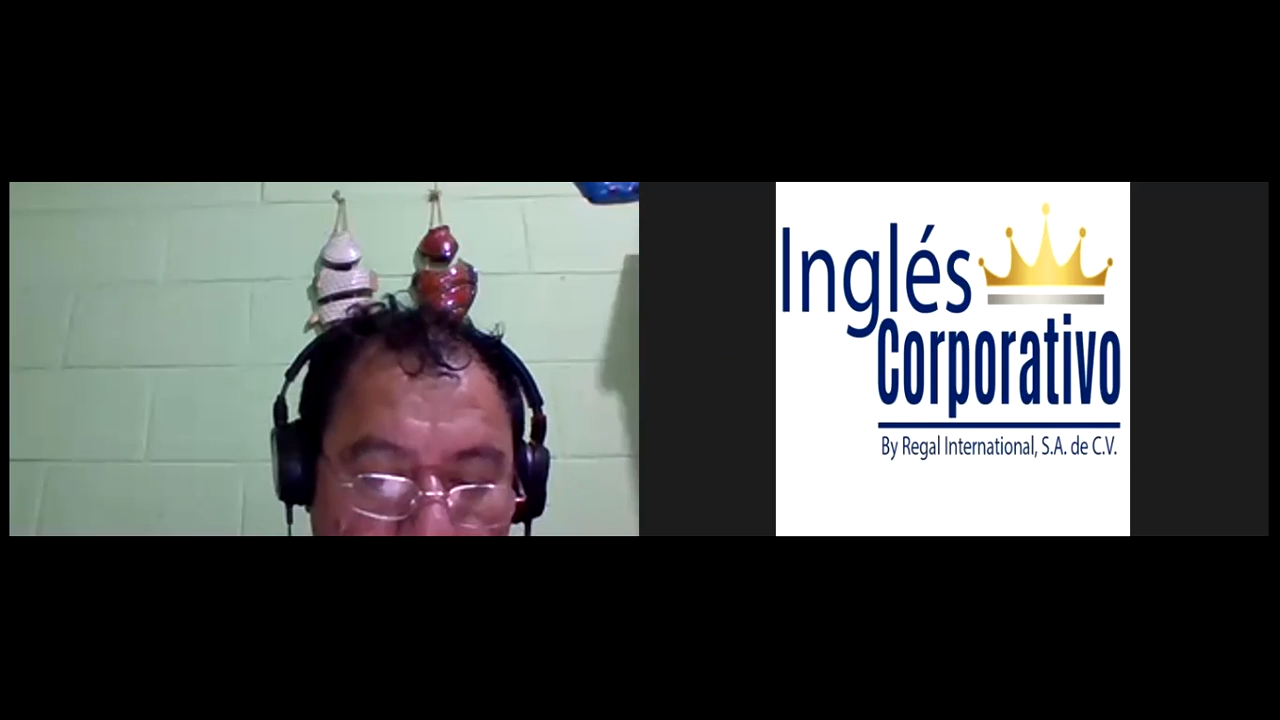 Inglés
Corporativo
By Regal International, S.A. de C.V.